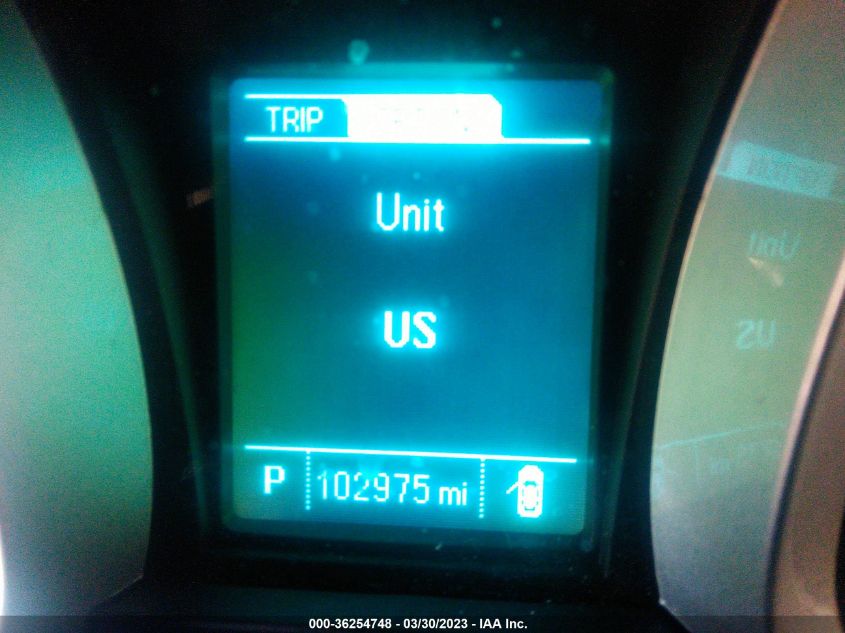 TRIP
Unit
US
P 102975 mi
000-36254748 - 03/30/2023 - IAA Inc.